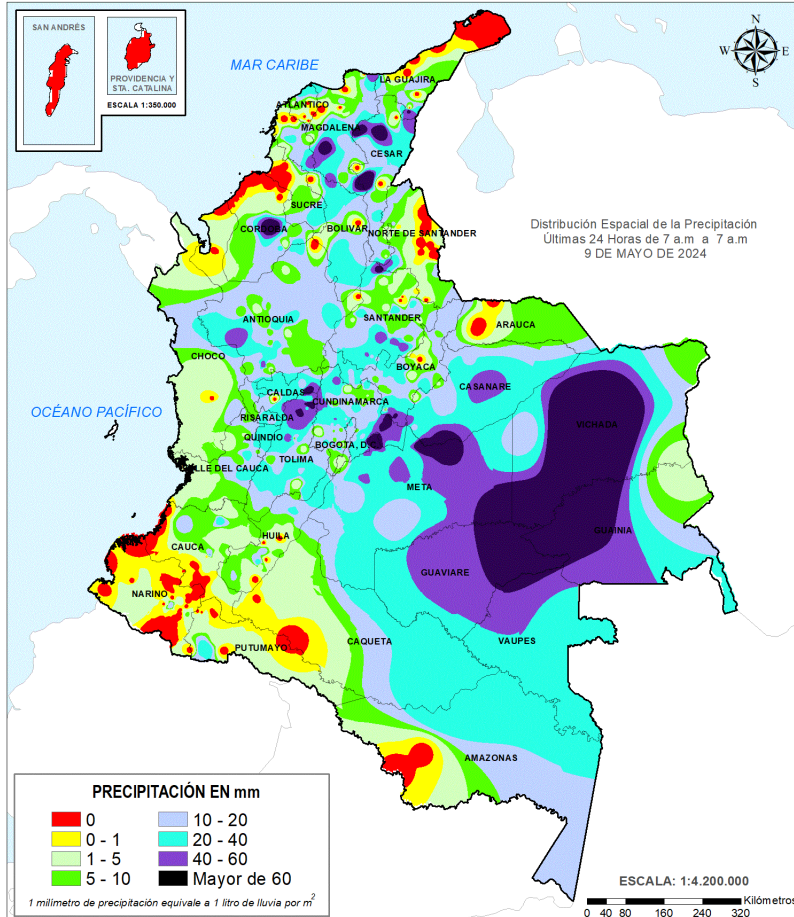 SAN ANDRÉS
PROVIDENCIA Y
STA. CATALINA
ESCALA 1:350.000
MAR CARIBE
N
W
E
S
LA GUAJIRA
ATLANTICO
MAGDALENA
CESAR
SUCRE
CORDOBA
BOLIVAR
NORTE DE SANTANDER
Distribución Espacial de la Precipitación
Últimas 24 Horas de 7 a.m a 7 a.m
9 DE MAYO DE 2024
ANTIOQUIA
SANTANDER
ARAUCA
CHOCO
BOYACA
CASANARE
CALDAS
CUNDINAMARCA
OCÉANO PACÍFICO
RISARALDA
VICHADA
QUINDIO
BOGOTA, D.C.
TOLIMA
VALLE DEL CAUCA
META
GUAINIA
HUILA
CAUCA
GUAVIARE
NARINO
CAQUETA
VAUPES
PUTUMAYO
AMAZONAS
PRECIPITACIÓN EN mm
0
0 - 1
1 - 5
5 - 10
10 - 20
20 - 40
40 - 60
Mayor de 60
1 milímetro de precipitación equivale a 1 litro de lluvia por m²
ESCALA: 1:4.200.000
Kilómetros
0 40 80 160 240 320